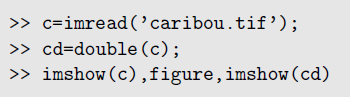 >> c=imread(’caribou.tif’);
>> cd=double(c);
>> imshow(c),figure,imshow(cd)